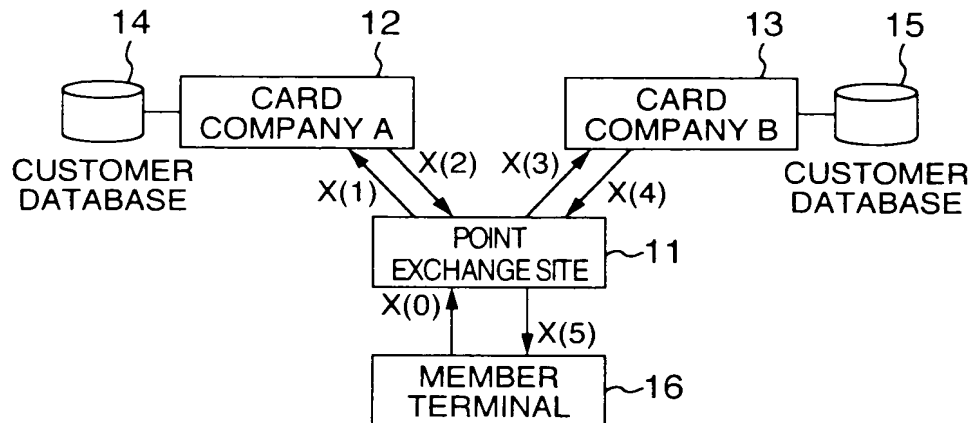 14
12
13
15
CARD
COMPANY A
CARD
COMPANY B
CUSTOMER
DATABASE
CUSTOMER
DATABASE
X(1)
X(2)
X(3)
X(4)
POINT
EXCHANGE SITE
11
X(0)
X(5)
MEMBER
TERMINAL
16